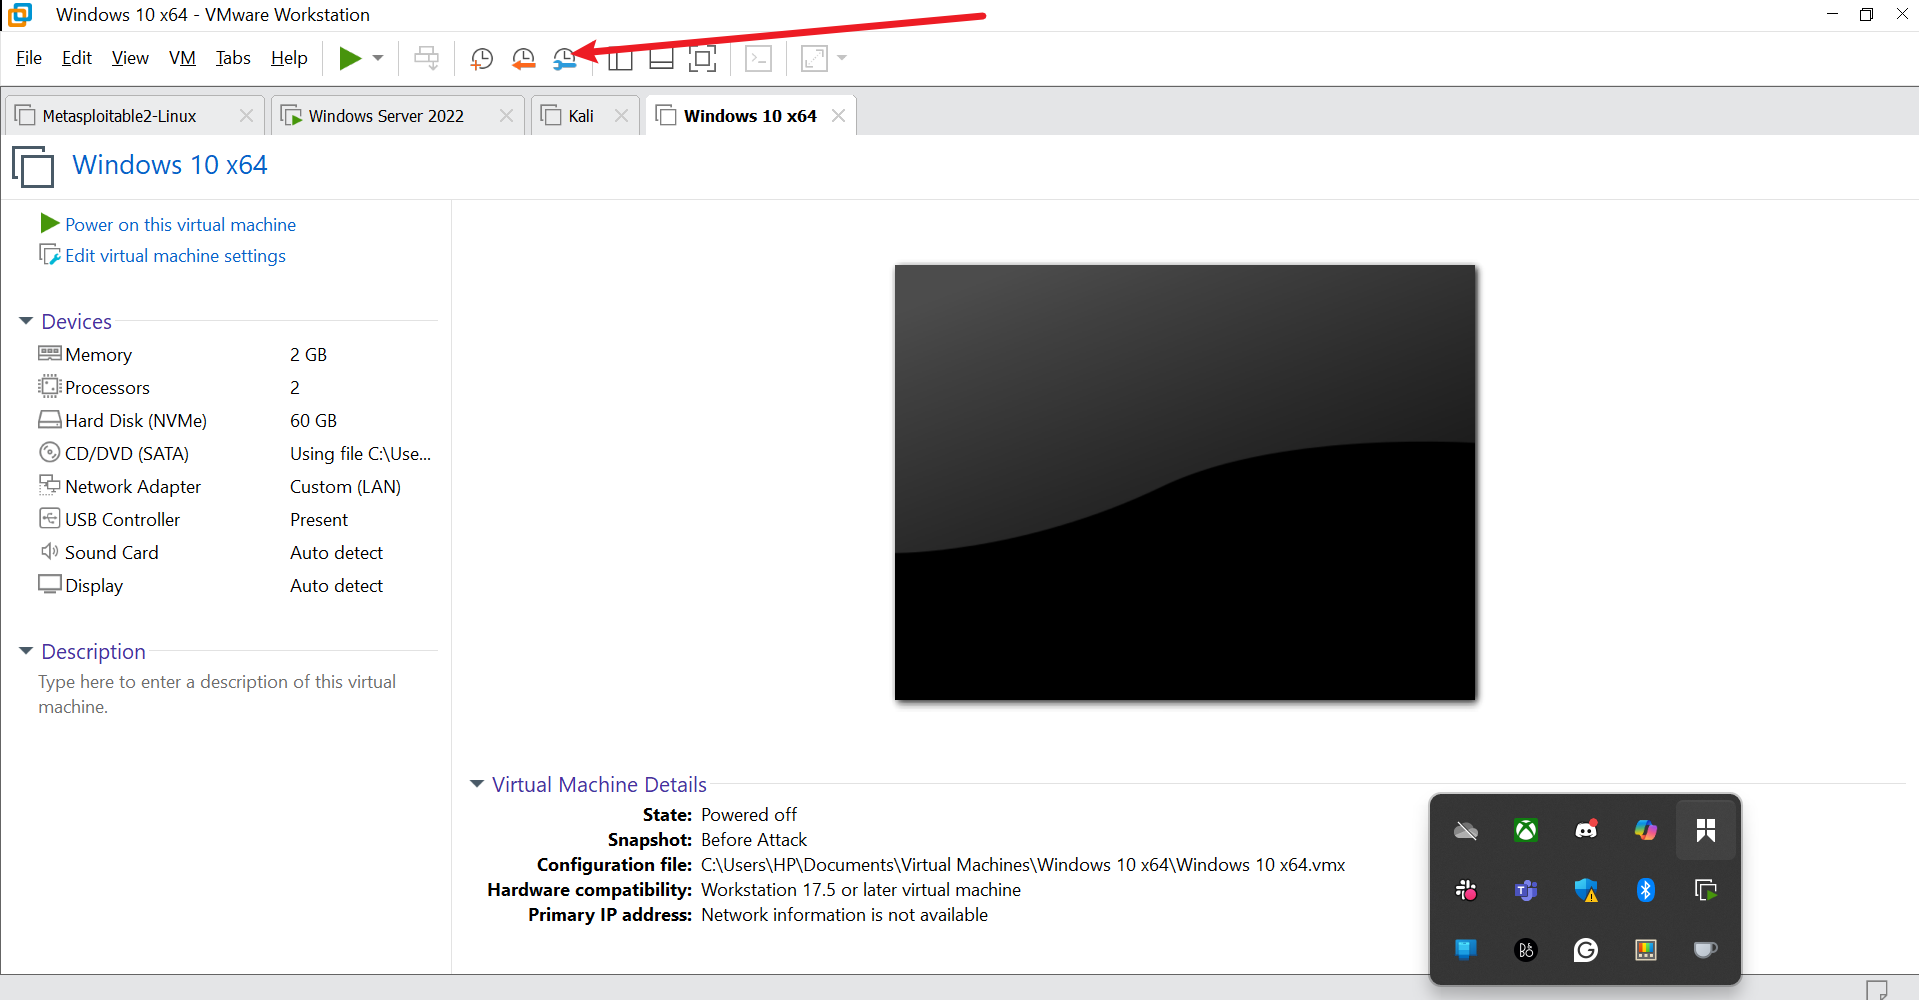 Windows 10 x64 - VMware Workstation
File Edit View VM Tabs Help
Metasploitable2-Linux Windows Server 2022 Kali Windows 10 x64
Windows 10 x64
Power on this virtual machine
Edit virtual machine settings
Devices
Memory 2 GB
Processors 2
Hard Disk (NVMe) 60 GB
CD/DVD (SATA) Using file C:\Use...
Network Adapter Custom (LAN)
USB Controller Present
Sound Card Auto detect
Display Auto detect
Description
Type here to enter a description of this virtual
machine.
Virtual Machine Details
State: Powered off
Snapshot: Before Attack
Configuration file: C:\Users\HP\Documents\Virtual Machines\Windows 10 x64\Windows 10 x64.vmx
Hardware compatibility: Workstation 17.5 or later virtual machine
Primary IP address: Network information is not available